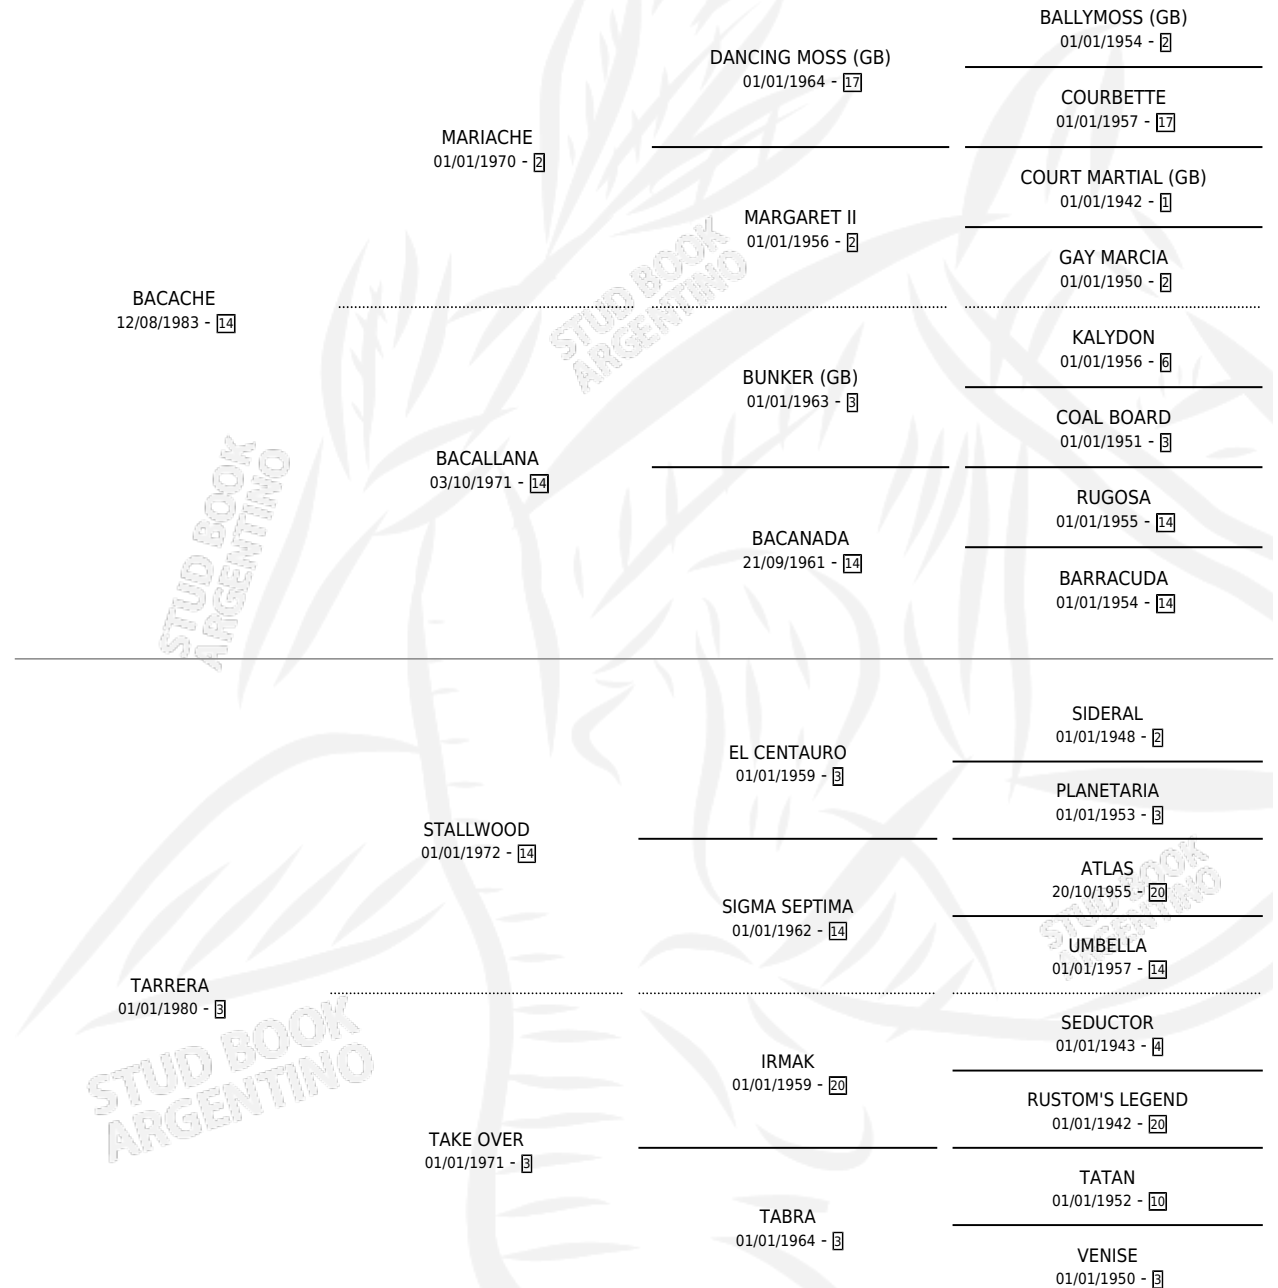 BALLYMOSS (GB)
01/01/1954 - 2
DANCING MOSS (GB)
01/01/1964 - 17
COURBETTE
01/01/1957 - 17
MARIACHE
01/01/1970 - 2
COURT MARTIAL (GB)
01/01/1942 - 1
MARGARET II
01/01/1956 - 2
GAY MARCIA
01/01/1950 - 2
BACACHE
12/08/1983 - 14
KALYDON
01/01/1956 - 6
BUNKER (GB)
01/01/1963 - 3
COAL BOARD
01/01/1951 - 3
BACALLANA
03/10/1971 - 14
RUGOSA
01/01/1955 - 14
BACANADA
21/09/1961 - 14
BARRACUDA
01/01/1954 - 14
STUD BOOK
ARGENTINO
STUD BOOK
ARGENTINO
SIDERAL
01/01/1948 - 2
EL CENTAURO
01/01/1959 - 3
PLANETARIA
01/01/1953 - 3
STALLWOOD
01/01/1972 - 14
ATLAS
20/10/1955 - 20
SIGMA SEPTIMA
01/01/1962 - 14
UMBELLA
01/01/1957 - 14
STUD BOOK
ARGENTINO
TARRERA
01/01/1980 - 3
SEDUCTOR
01/01/1943 - 4
IRMAK
01/01/1959 - 20
RUSTOM'S LEGEND
01/01/1942 - 20
STUD BOOK
ARGENTINO
TAKE OVER
01/01/1971 - 3
TATAN
01/01/1952 - 10
TABRA
01/01/1964 - 3
VENISE
01/01/1950 - 3